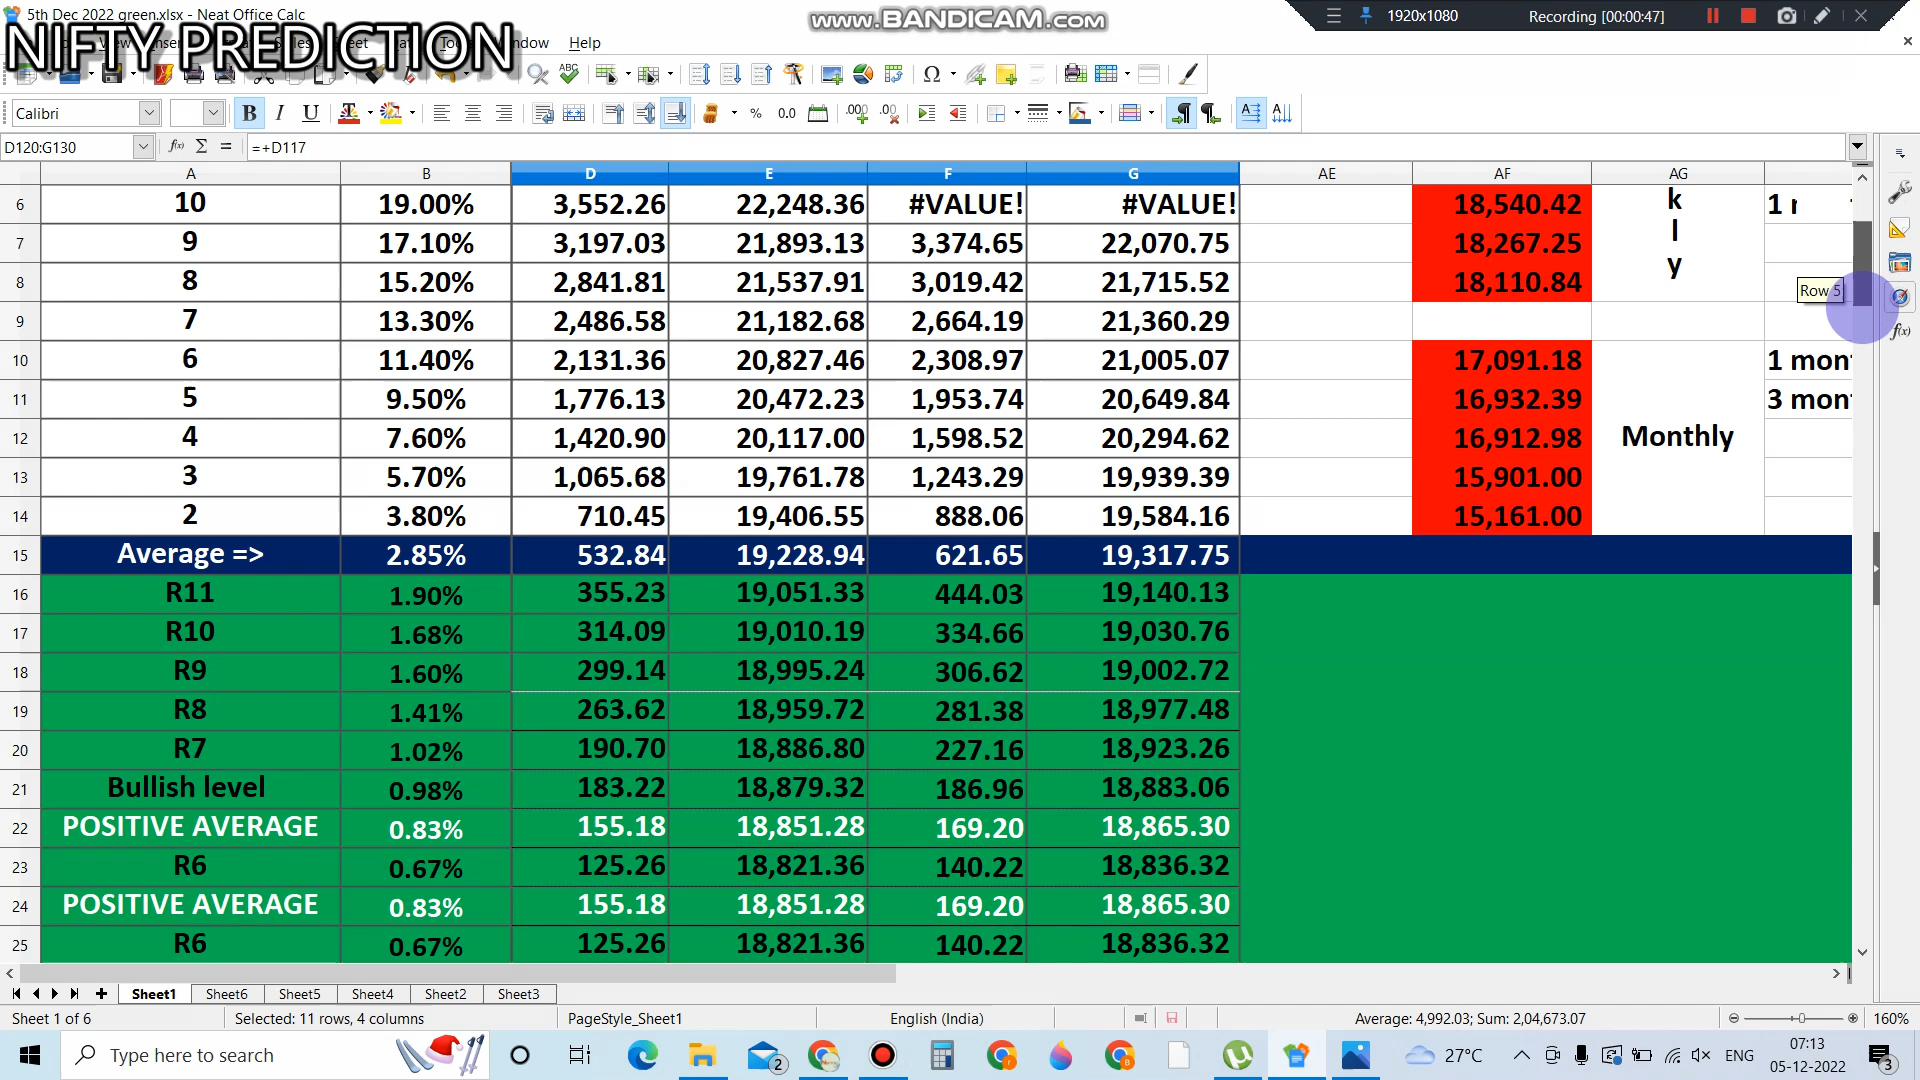 5th Dec 2022 green.xlsx - Neat Office Calc
www.BANDICAM.com
1920x1080
Recording [00:00:47]
NIFTY PREDICTION
Help
Calibri
% 0.0
D120:G130
=+D117
A B D E F G AE AF AG
6 10 19.00% 3,552.26 22,248.36 #VALUE! #VALUE! 18,540.42 k
7 9 17.10% 3,197.03 21,893.13 3,374.65 22,070.75 18,267.25 l
8 8 15.20% 2,841.81 21,537.91 3,019.42 21,715.52 18,110.84 y
Row 5
9 7 13.30% 2,486.58 21,182.68 2,664.19 21,360.29
10 6 11.40% 2,131.36 20,827.46 2,308.97 21,005.07 17,091.18 1 mon
11 5 9.50% 1,776.13 20,472.23 1,953.74 20,649.84 16,932.39 3 mon
12 4 7.60% 1,420.90 20,117.00 1,598.52 20,294.62 16,912.98 Monthly
13 3 5.70% 1,065.68 19,761.78 1,243.29 19,939.39 15,901.00
14 2 3.80% 710.45 19,406.55 888.06 19,584.16 15,161.00
15 Average => 2.85% 532.84 19,228.94 621.65 19,317.75
16 R11 1.90% 355.23 19,051.33 444.03 19,140.13
17 R10 1.68% 314.09 19,010.19 334.66 19,030.76
18 R9 1.60% 299.14 18,995.24 306.62 19,002.72
19 R8 1.41% 263.62 18,959.72 281.38 18,977.48
20 R7 1.02% 190.70 18,886.80 227.16 18,923.26
21 Bullish level 0.98% 183.22 18,879.32 186.96 18,883.06
22 POSITIVE AVERAGE 0.83% 155.18 18,851.28 169.20 18,865.30
23 R6 0.67% 125.26 18,821.36 140.22 18,836.32
24 POSITIVE AVERAGE 0.83% 155.18 18,851.28 169.20 18,865.30
25 R6 0.67% 125.26 18,821.36 140.22 18,836.32
Sheet1 Sheet6 Sheet5 Sheet4 Sheet2 Sheet3
Sheet 1 of 6
Selected: 11 rows, 4 columns
PageStyle_Sheet1
English (India)
Average: 4,992.03; Sum: 2,04,673.07
160%
Type here to search
2
27°C
ENG
07:13
05-12-2022
3